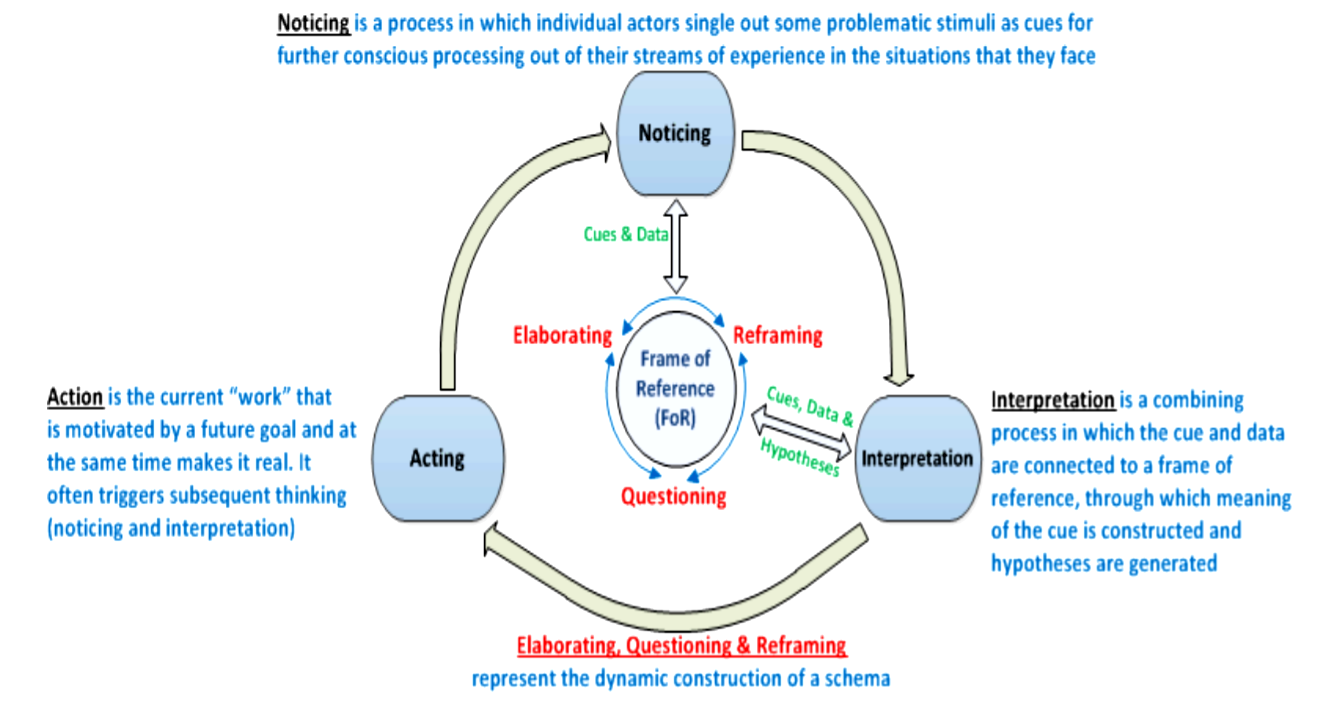 Noticing is a process in which individual actors single out some problematic stimuli as cues for
further conscious processing out of their streams of experience in the situations that they face
Noticing
Cues & Data
Elaborating
Reframing
Frame of
Reference
(FoR)
Questioning
Cues, Data &
Hypotheses
Acting
Interpretation
Action is the current “work” that
is motivated by a future goal and at
the same time makes it real. It
often triggers subsequent thinking
(noticing and interpretation)
Interpretation is a combining
process in which the cue and data
are connected to a frame of
reference, through which meaning
of the cue is constructed and
hypotheses are generated
Elaborating, Questioning & Reframing
represent the dynamic construction of a schema